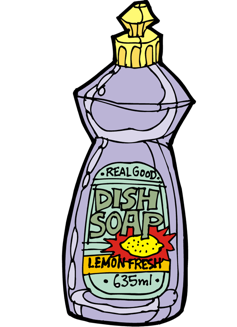 • REAL GOOD •
DISH
SOAP
LEMON FRESH
• 635ml •